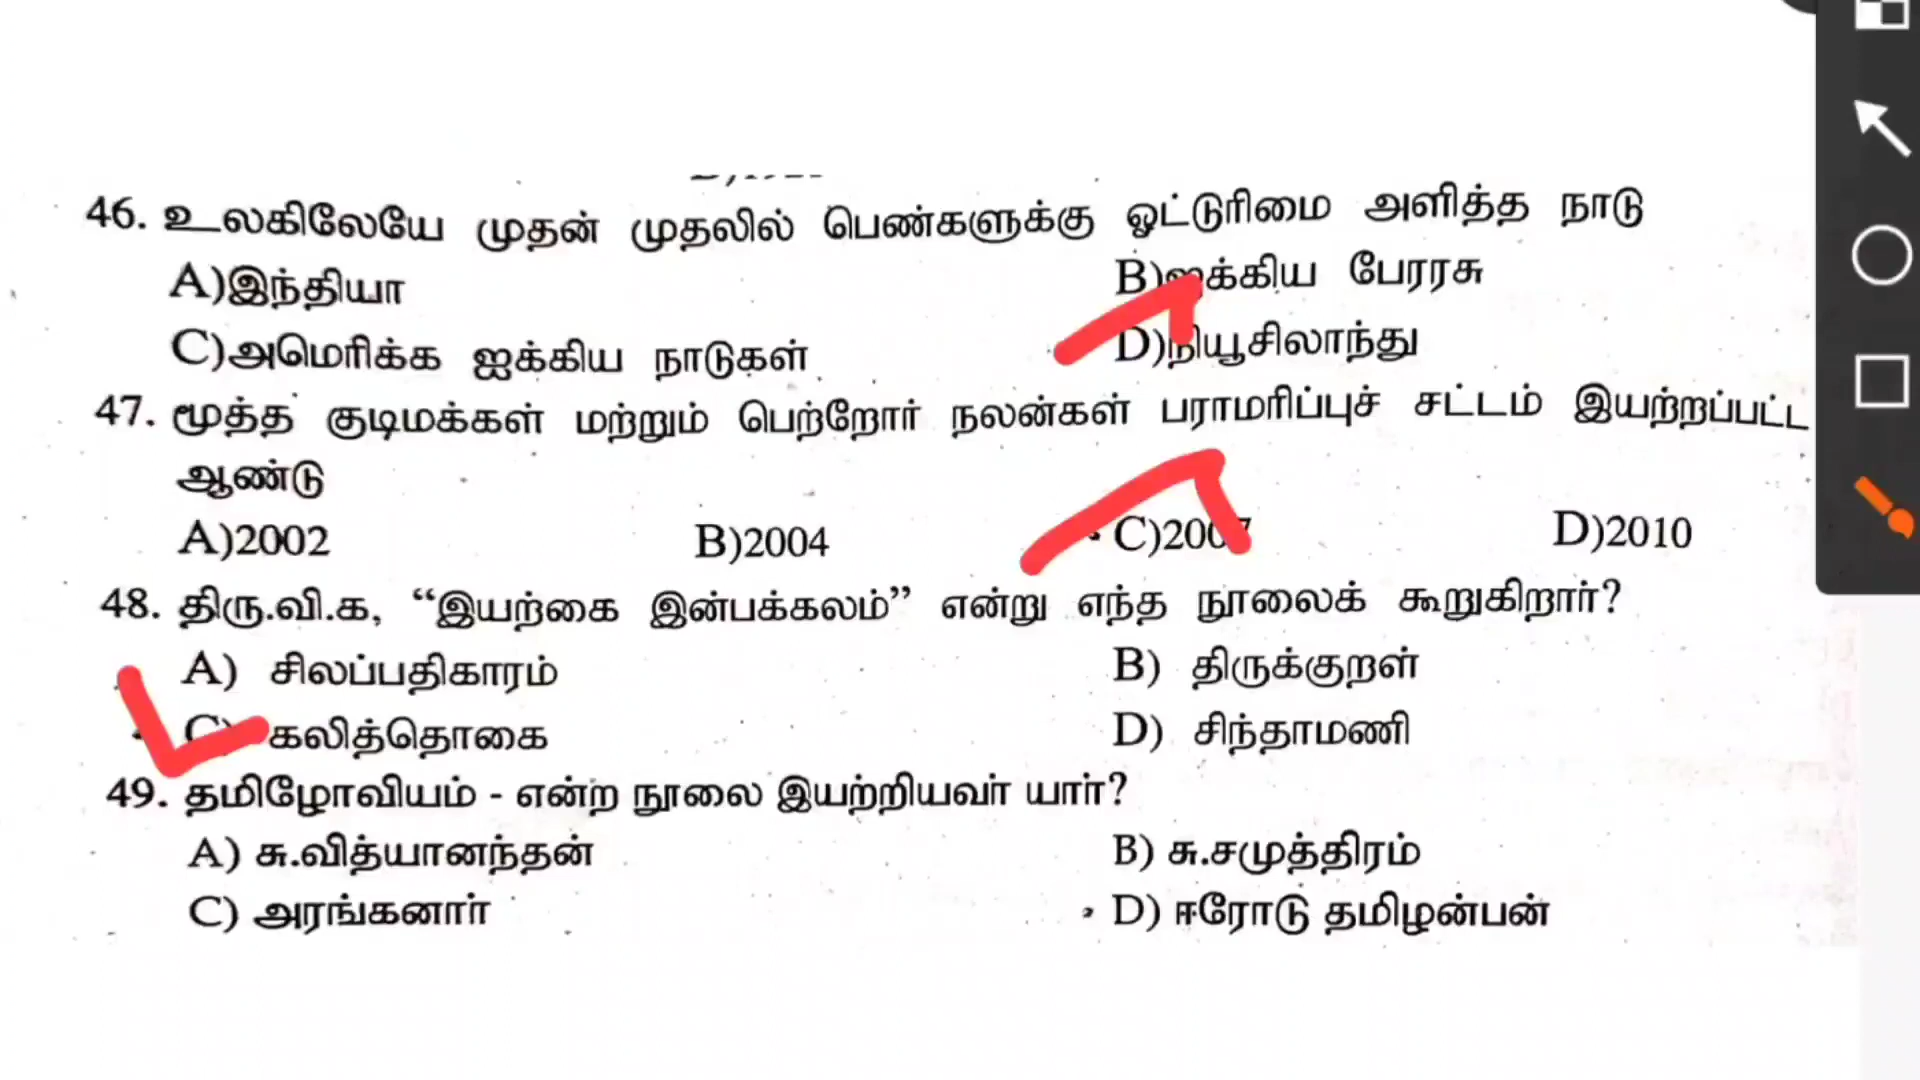 46. உலகிலேயே முதன் முதலில் பெண்களுக்கு ஓட்டுரிமை அளித்த நாடு
A)இந்தியா B)ஐக்கிய பேரரசு
C)அமெரிக்க ஐக்கிய நாடுகள் D)நியூசிலாந்து
47. மூத்த குடிமக்கள் மற்றும் பெற்றோர் நலன்கள் பராமரிப்புச் சட்டம் இயற்றப்பட்ட
ஆண்டு
A)2002 B)2004 C)2007 D)2010
48. திரு.வி.க, “இயற்கை இன்பக்கலம்” என்று எந்த நூலைக் கூறுகிறார்?
A) சிலப்பதிகாரம் B) திருக்குறள்
C) கலித்தொகை D) சிந்தாமணி
49. தமிழோவியம் - என்ற நூலை இயற்றியவர் யார்?
A) சு.வித்யானந்தன் B) சு.சமுத்திரம்
C) அரங்கனார் D) ஈரோடு தமிழன்பன்